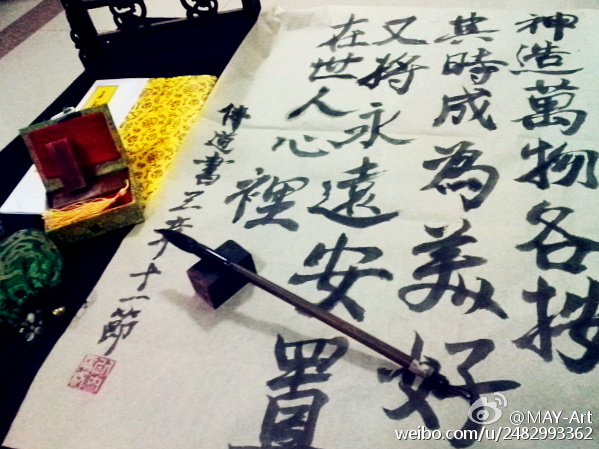 神造萬物各按
其時成為美好
又將永遠安置
在世人心裡
傳道書三章十一節
@MAY-Art
weibo.com/u/2482993362